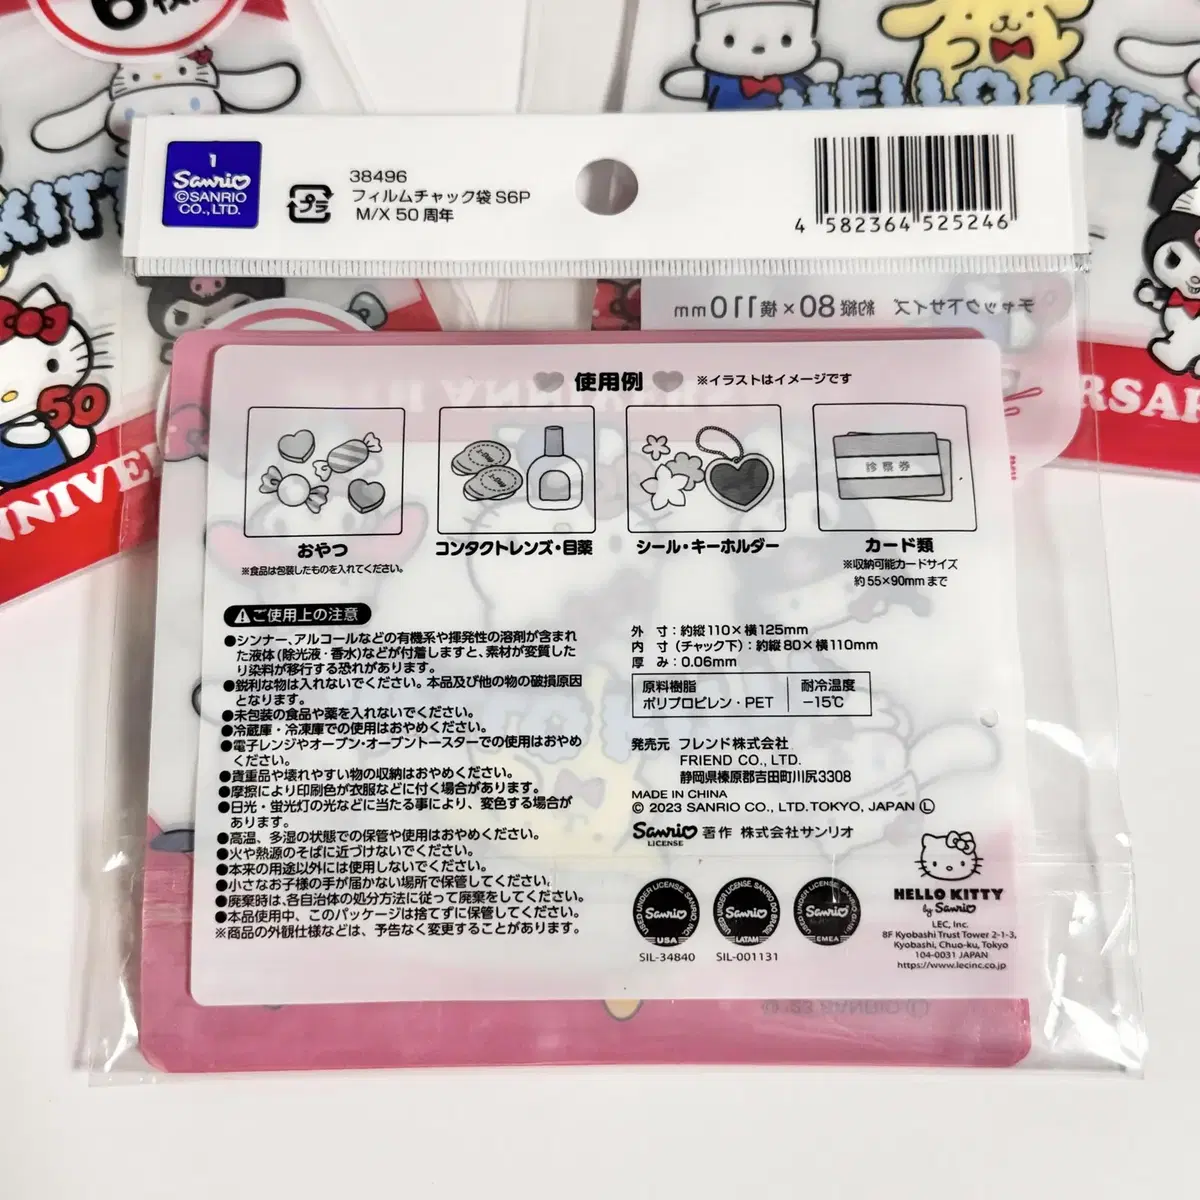 6枚
HELLO KITTY
KITT
50
NNIVE
ERSAR
1
Sanrio
©SANRIO
CO., LTD.
プラ
38496
フィルムチャック袋 S6P
M/X 50 周年
4 582364 525246
チャック下サイズ 約縦80×横110mm
使用例
※イラストはイメージです
診察券
おやつ
※食品は包装したものを入れてください。
コンタクトレンズ・目薬
シール・キーホルダー
カード類
※収納可能カードサイズ
約55×90mmまで
ご使用上の注意
●シンナー、アルコールなどの有機系や揮発性の溶剤が含まれ
た液体(除光液・香水)などが付着しますと、素材が変質した
り染料が移行する恐れがあります。
●鋭利な物は入れないでください。本品及び他の物の破損原因
となります。
●未包装の食品や薬を入れないでください。
●冷蔵庫・冷凍庫での使用はおやめください。
●電子レンジやオーブン・オーブントースターでの使用はおやめ
ください。
●貴重品や壊れやすい物の収納はおやめください。
●摩擦により印刷色が衣服などに付く場合があります。
●日光・蛍光灯の光などに当たる事により、変色する場合が
あります。
●高温、多湿の状態での保管や使用はおやめください。
●火や熱源のそばに近づけないでください。
●本来の用途以外には使用しないでください。
●小さなお子様の手が届かない場所で保管してください。
●廃棄時は、各自治体の処分方法に従って廃棄をしてください。
●本品使用中、このパッケージは捨てずに保管してください。
※商品の外観仕様などは、予告なく変更することがあります。
外 寸：約縦110×横125mm
内 寸(チャック下)：約縦80×横110mm
厚 み：0.06mm
原料樹脂
ポリプロピレン・PET
耐冷温度
−15℃
発売元 フレンド株式会社
FRIEND CO., LTD.
静岡県榛原郡吉田町川尻3308
MADE IN CHINA
© 2023 SANRIO CO., LTD. TOKYO, JAPAN Ⓛ
Sanrio 著作 株式会社サンリオ
LICENSE
USED UNDER LICENSE. SANRIO, INC.
Sanrio
USA
SIL-34840
USED UNDER LICENSE. SANRIO DO BRASIL
Sanrio
LATAM
SIL-001131
USED UNDER LICENSE. SANRIO GMBH
Sanrio
EMEA
HELLO KITTY
by Sanrio
LEC, Inc.
8F Kyobashi Trust Tower 2-1-3,
Kyobashi, Chuo-ku, Tokyo
104-0031 JAPAN
https://www.lecinc.co.jp